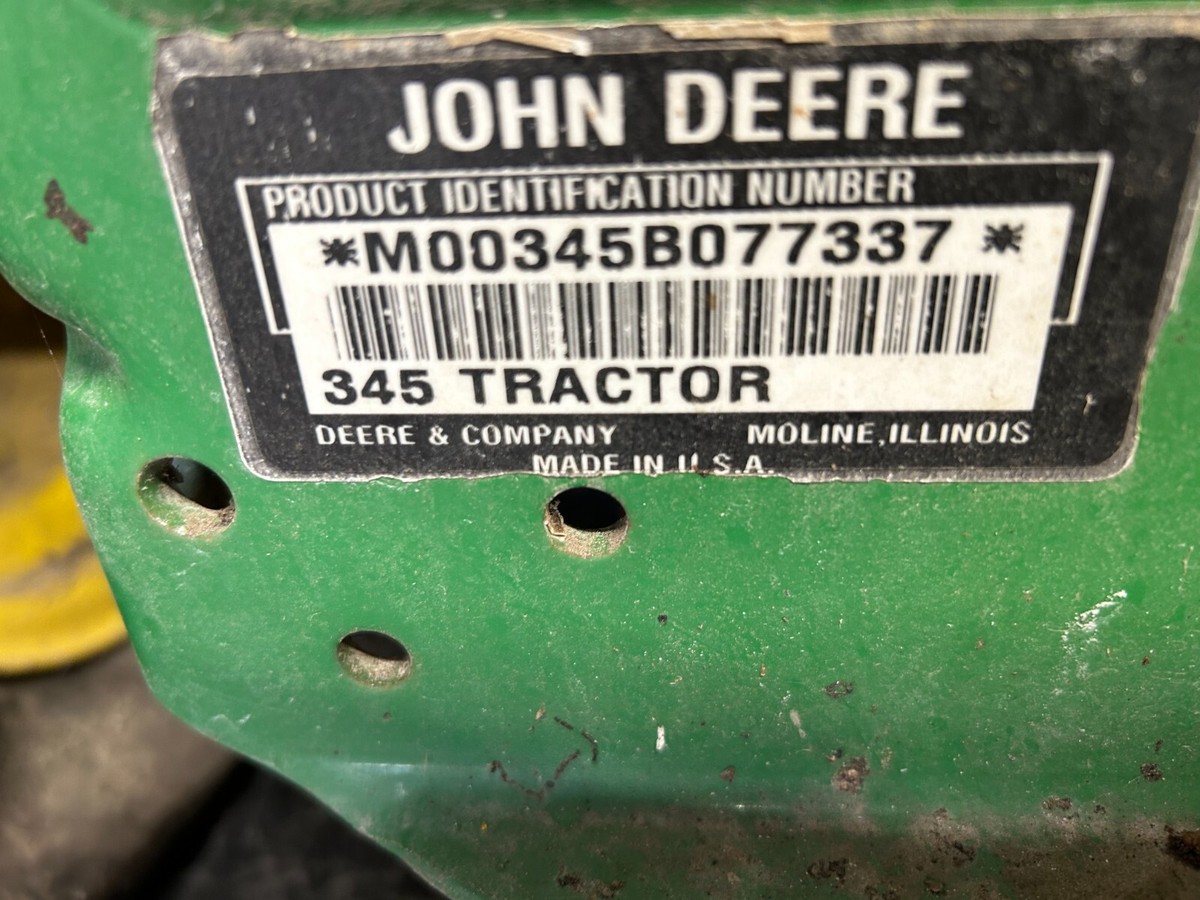 JOHN DEERE
PRODUCT IDENTIFICATION NUMBER
*M00345B077337 *
345 TRACTOR
DEERE & COMPANY MOLINE, ILLINOIS
MADE IN U.S.A.